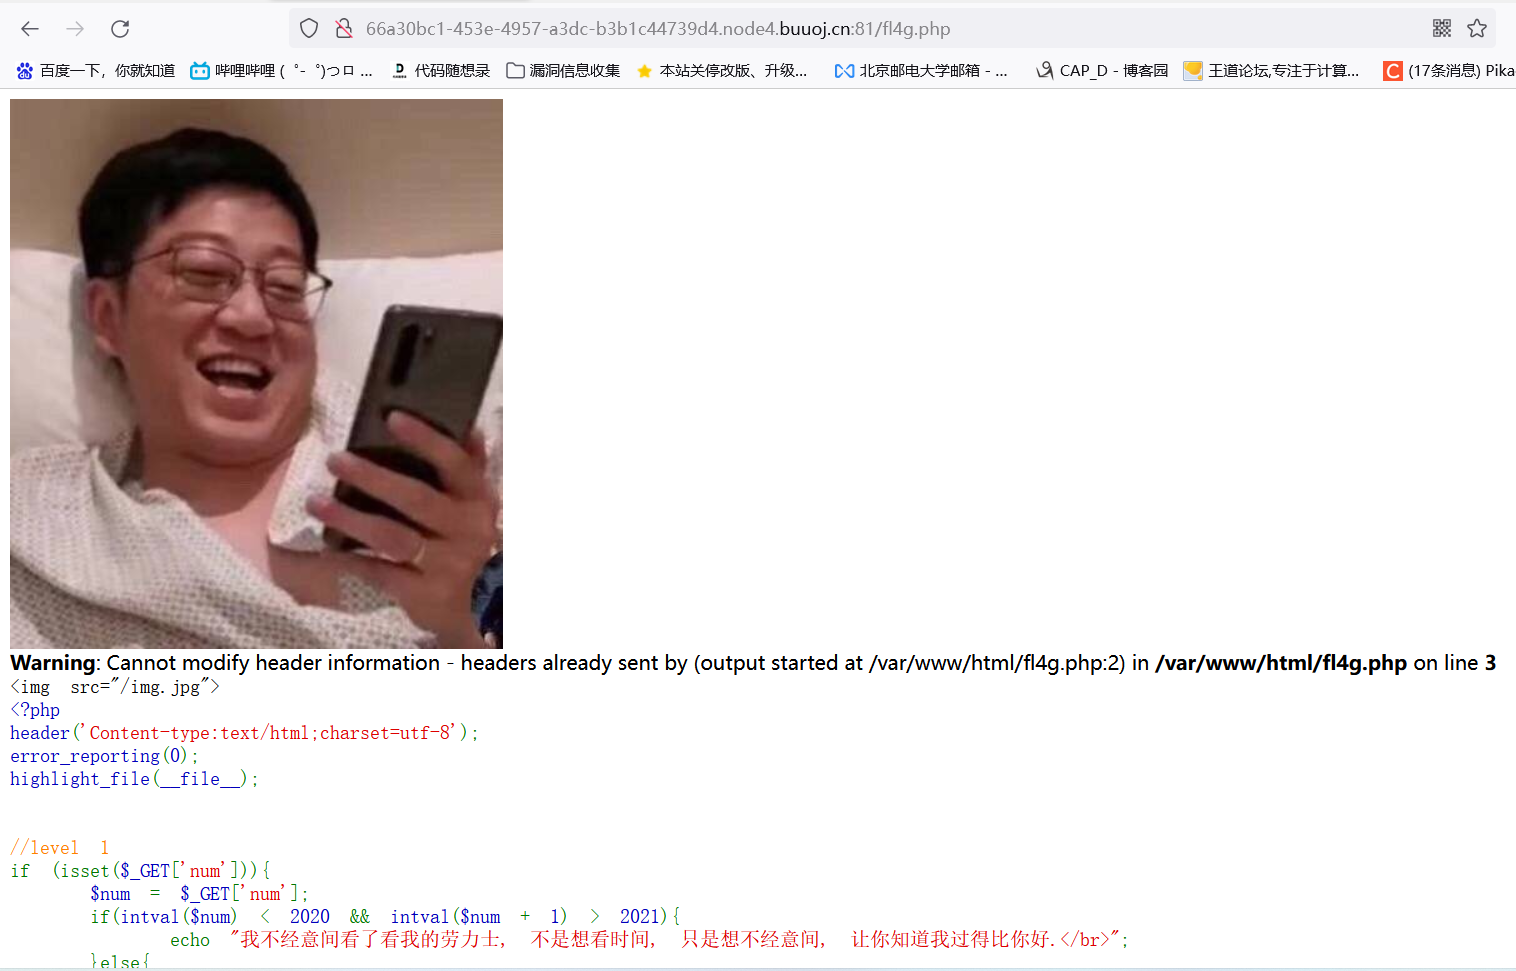 66a30bc1-453e-4957-a3dc-b3b1c44739d4.node4.buuoj.cn:81/fl4g.php
百度一下，你就知道 哔哩哔哩 ( ゜- ゜)つロ ... 代码随想录 漏洞信息收集 本站关停改版、升级... 北京邮电大学邮箱 - ... CAP_D - 博客园 王道论坛,专注于计算... (17条消息) Pika
Warning: Cannot modify header information - headers already sent by (output started at /var/www/html/fl4g.php:2) in /var/www/html/fl4g.php on line 3
<img src="/img.jpg">
<?php
header('Content-type:text/html;charset=utf-8');
error_reporting(0);
highlight_file(__file__);
//level 1
if (isset($_GET['num'])){
$num = $_GET['num'];
if(intval($num) < 2020 && intval($num + 1) > 2021){
echo "我不经意间看了看我的劳力士, 不是想看时间, 只是想不经意间, 让你知道我过得比你好.</br>";
}else{